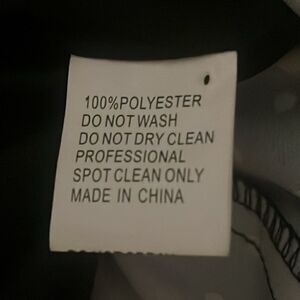 100%POLYESTER
DO NOT WASH
DO NOT DRY CLEAN
PROFESSIONAL
SPOT CLEAN ONLY
MADE IN CHINA